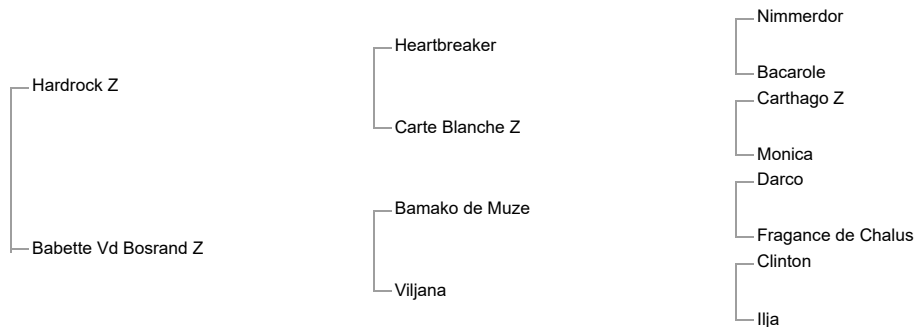 Nimmerdor
Heartbreaker
Bacarole
Hardrock Z
Carthago Z
Carte Blanche Z
Monica
Darco
Bamako de Muze
Fragance de Chalus
Babette Vd Bosrand Z
Clinton
Viljana
Ilja